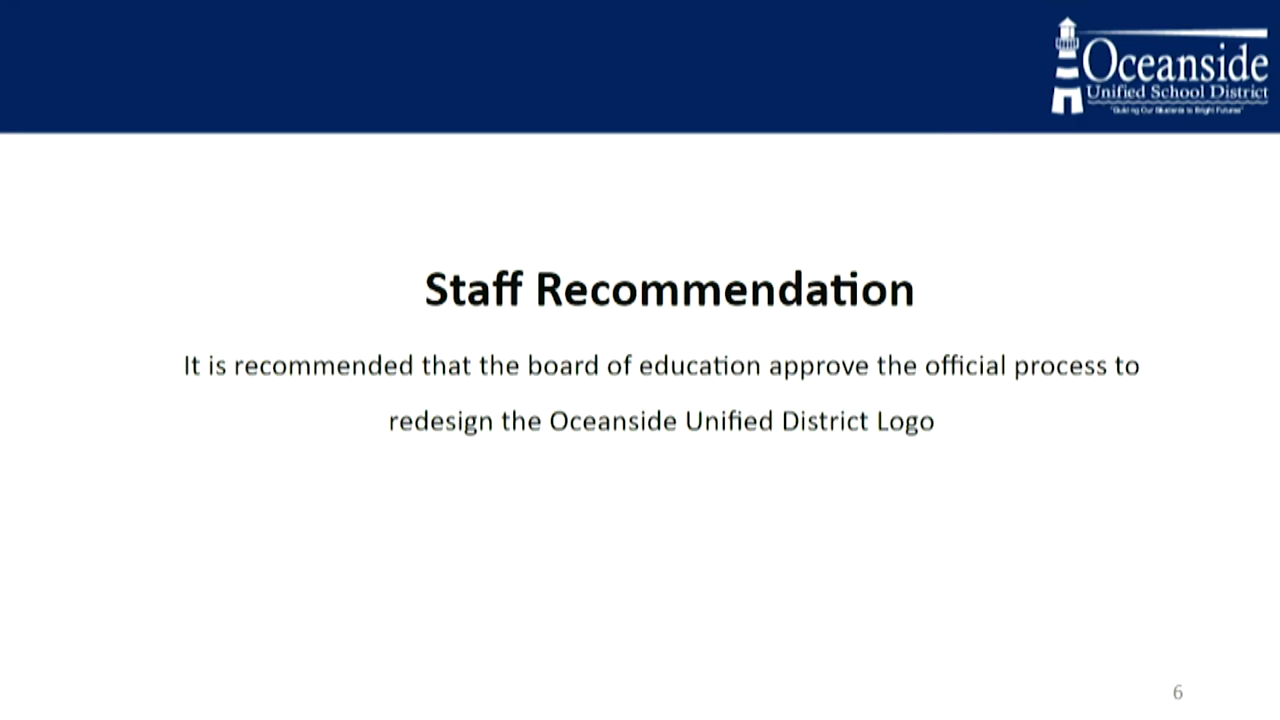 Oceanside
Unified School District
Staff Recommendation
It is recommended that the board of education approve the official process to
redesign the Oceanside Unified District Logo
6